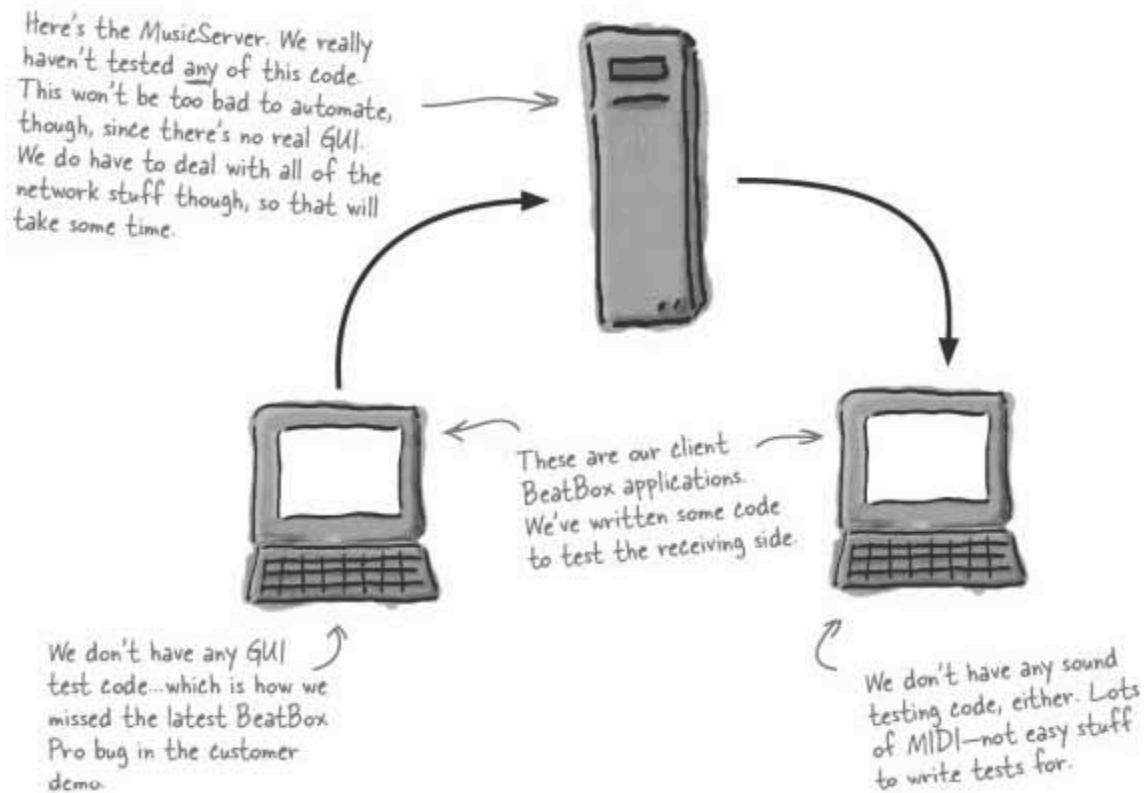 Here's the MusicServer. We really
haven't tested any of this code.
This won't be too bad to automate,
though, since there's no real GUI.
We do have to deal with all of the
network stuff though, so that will
take some time.
These are our client
BeatBox applications.
We've written some code
to test the receiving side.
We don't have any GUI
test code...which is how we
missed the latest BeatBox
Pro bug in the customer
demo.
We don't have any sound
testing code, either. Lots
of MIDI—not easy stuff
to write tests for.